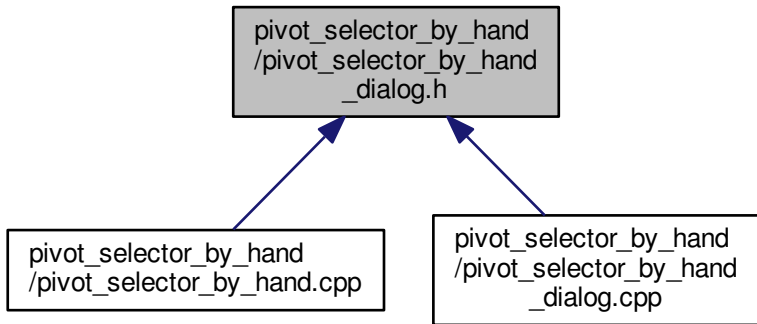 pivot_selector_by_hand
/pivot_selector_by_hand
_dialog.h
pivot_selector_by_hand
/pivot_selector_by_hand.cpp
pivot_selector_by_hand
/pivot_selector_by_hand
_dialog.cpp